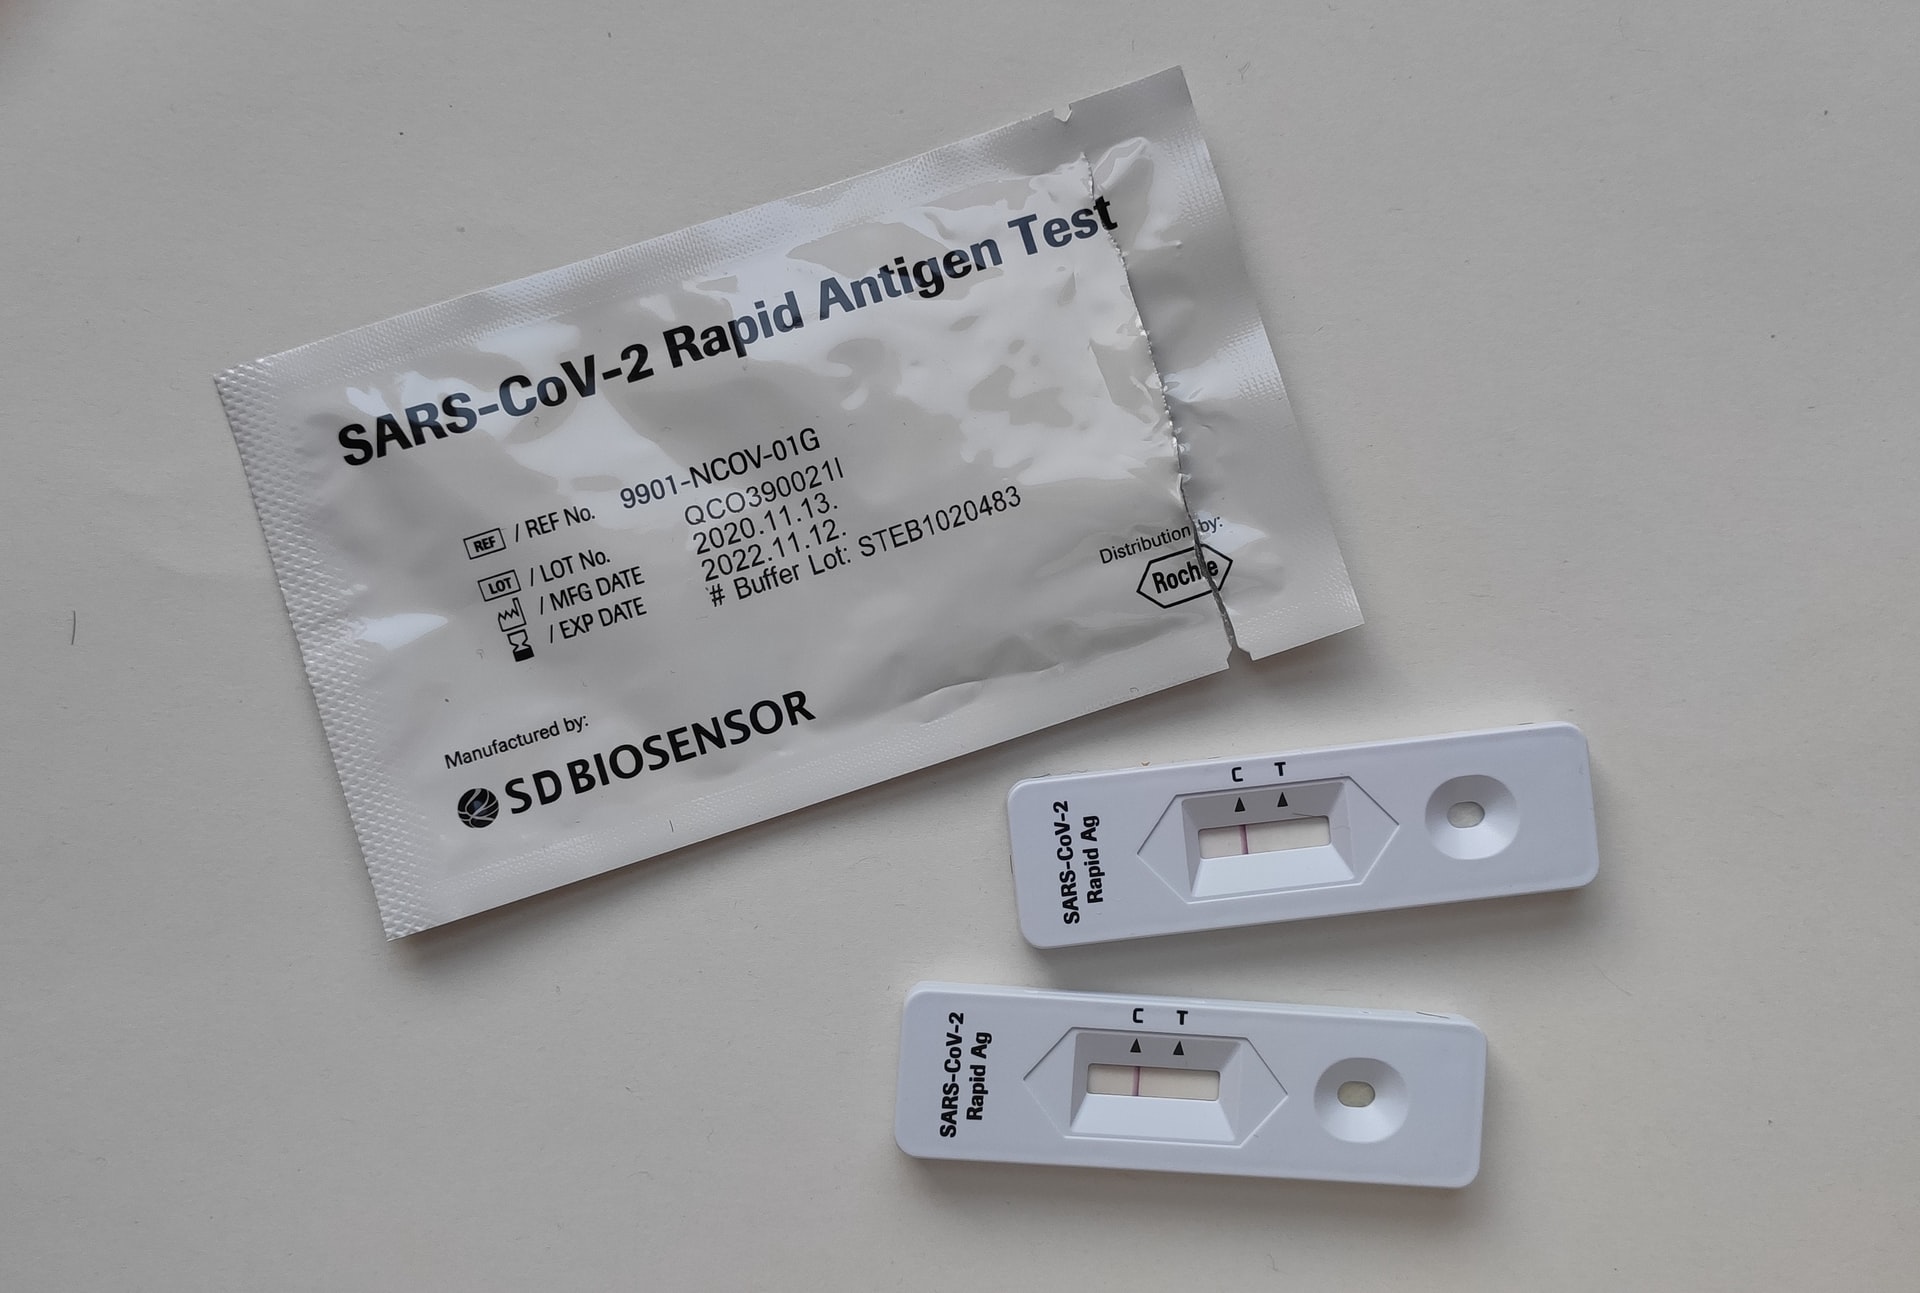 SARS-CoV-2 Rapid Antigen Test
REF / REF No. 9901-NCOV-01G
LOT / LOT No. QCO390021I
/ MFG DATE 2020.11.13.
/ EXP DATE 2022.11.12.
# Buffer Lot: STEB1020483
Distribution by:
Roche
Manufactured by:
SD BIOSENSOR
C T
SARS-CoV-2
Rapid Ag
C T
SARS-CoV-2
Rapid Ag